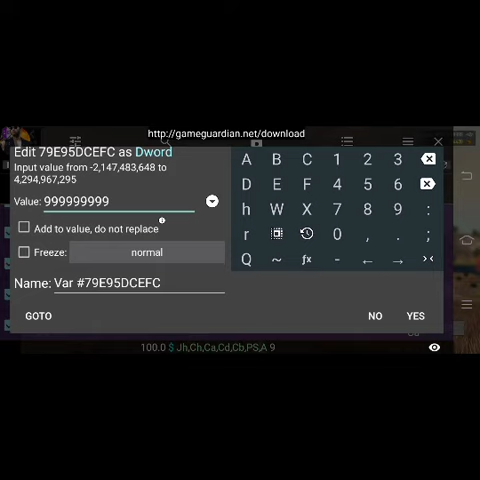 http://gameguardian.net/download
Edit 79E95DCEFC as Dword
Input value from -2,147,483,648 to
4,294,967,295
Value: 999999999
Add to value, do not replace
Freeze: normal
Name: Var #79E95DCEFC
GOTO NO YES
A B C 1 2 3
D E F 4 5 6
h W X 7 8 9 :
r 0 , . ;
Q ~ ƒx - ← → ><
100.0 $ Jh,Ch,Ca,Cd,Cb,PS,A 9